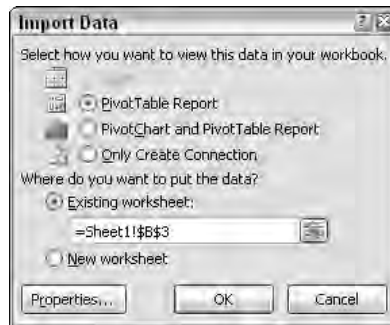 Import Data
Select how you want to view this data in your workbook.
PivotTable Report
PivotChart and PivotTable Report
Only Create Connection
Where do you want to put the data?
Existing worksheet:
=Sheet1!$B$3
New worksheet
Properties...
OK
Cancel